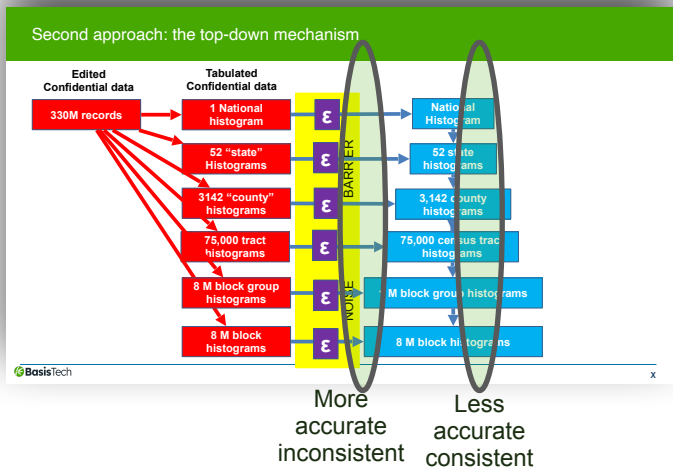 Second approach: the top-down mechanism
Edited
Confidential data
Tabulated
Confidential data
330M records
1 National
histogram
ε
National
Histogram
52 “state”
Histograms
ε
52 state
histograms
3142 “county”
histograms
ε
3,142 county
histograms
75,000 tract
histograms
ε
75,000 census tract
histograms
8 M block group
histograms
ε
M block group histograms
8 M block
histograms
ε
8 M block histograms
NOISE BARRIER
BasisTech
x
More
accurate
inconsistent
Less
accurate
consistent